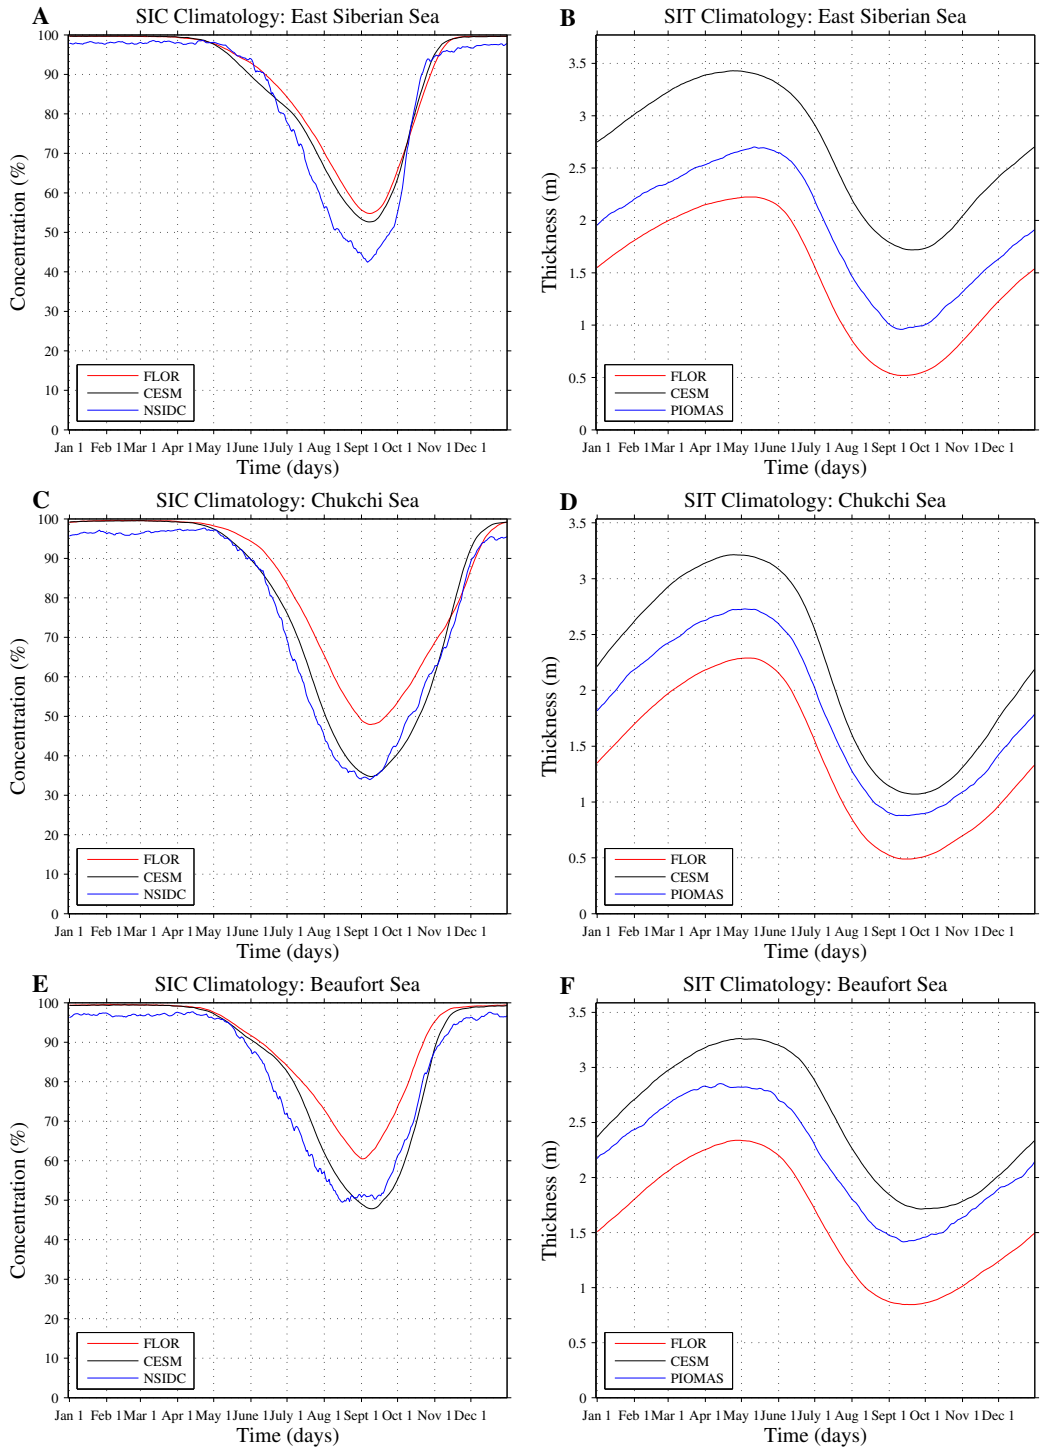 A
SIC Climatology: East Siberian Sea
100
90
80
70
60
50
40
30
20
10
0
Concentration (%)
FLOR
CESM
NSIDC
Jan 1 Feb 1 Mar 1 Apr 1 May 1 June 1 July 1 Aug 1 Sept 1 Oct 1 Nov 1 Dec 1
Time (days)
B
SIT Climatology: East Siberian Sea
3.5
3
2.5
2
1.5
1
0.5
0
Thickness (m)
FLOR
CESM
PIOMAS
Jan 1 Feb 1 Mar 1 Apr 1 May 1 June 1 July 1 Aug 1 Sept 1 Oct 1 Nov 1 Dec 1
Time (days)
C
SIC Climatology: Chukchi Sea
100
90
80
70
60
50
40
30
20
10
0
Concentration (%)
FLOR
CESM
NSIDC
Jan 1 Feb 1 Mar 1 Apr 1 May 1 June 1 July 1 Aug 1 Sept 1 Oct 1 Nov 1 Dec 1
Time (days)
D
SIT Climatology: Chukchi Sea
3.5
3
2.5
2
1.5
1
0.5
0
Thickness (m)
FLOR
CESM
PIOMAS
Jan 1 Feb 1 Mar 1 Apr 1 May 1 June 1 July 1 Aug 1 Sept 1 Oct 1 Nov 1 Dec 1
Time (days)
E
SIC Climatology: Beaufort Sea
100
90
80
70
60
50
40
30
20
10
0
Concentration (%)
FLOR
CESM
NSIDC
Jan 1 Feb 1 Mar 1 Apr 1 May 1 June 1 July 1 Aug 1 Sept 1 Oct 1 Nov 1 Dec 1
Time (days)
F
SIT Climatology: Beaufort Sea
3.5
3
2.5
2
1.5
1
0.5
0
Thickness (m)
FLOR
CESM
PIOMAS
Jan 1 Feb 1 Mar 1 Apr 1 May 1 June 1 July 1 Aug 1 Sept 1 Oct 1 Nov 1 Dec 1
Time (days)